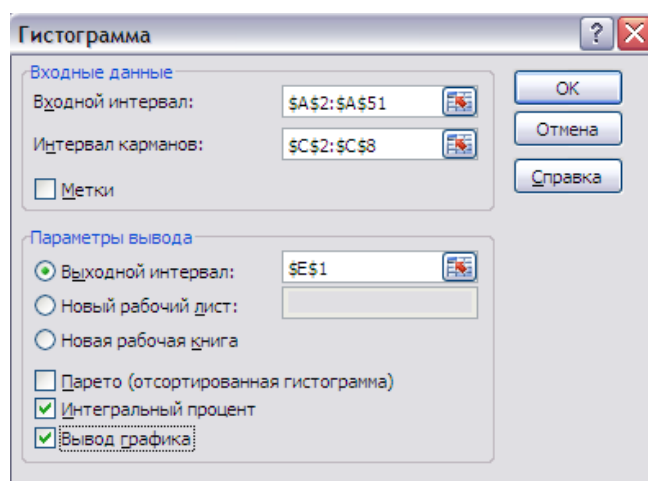 Гистограмма
Входные данные
Входной интервал: $A$2:$A$51
Интервал карманов: $C$2:$C$8
Метки
OK
Отмена
Справка
Параметры вывода
Выходной интервал: $E$1
Новый рабочий лист:
Новая рабочая книга
Парето (отсортированная гистограмма)
Интегральный процент
Вывод графика